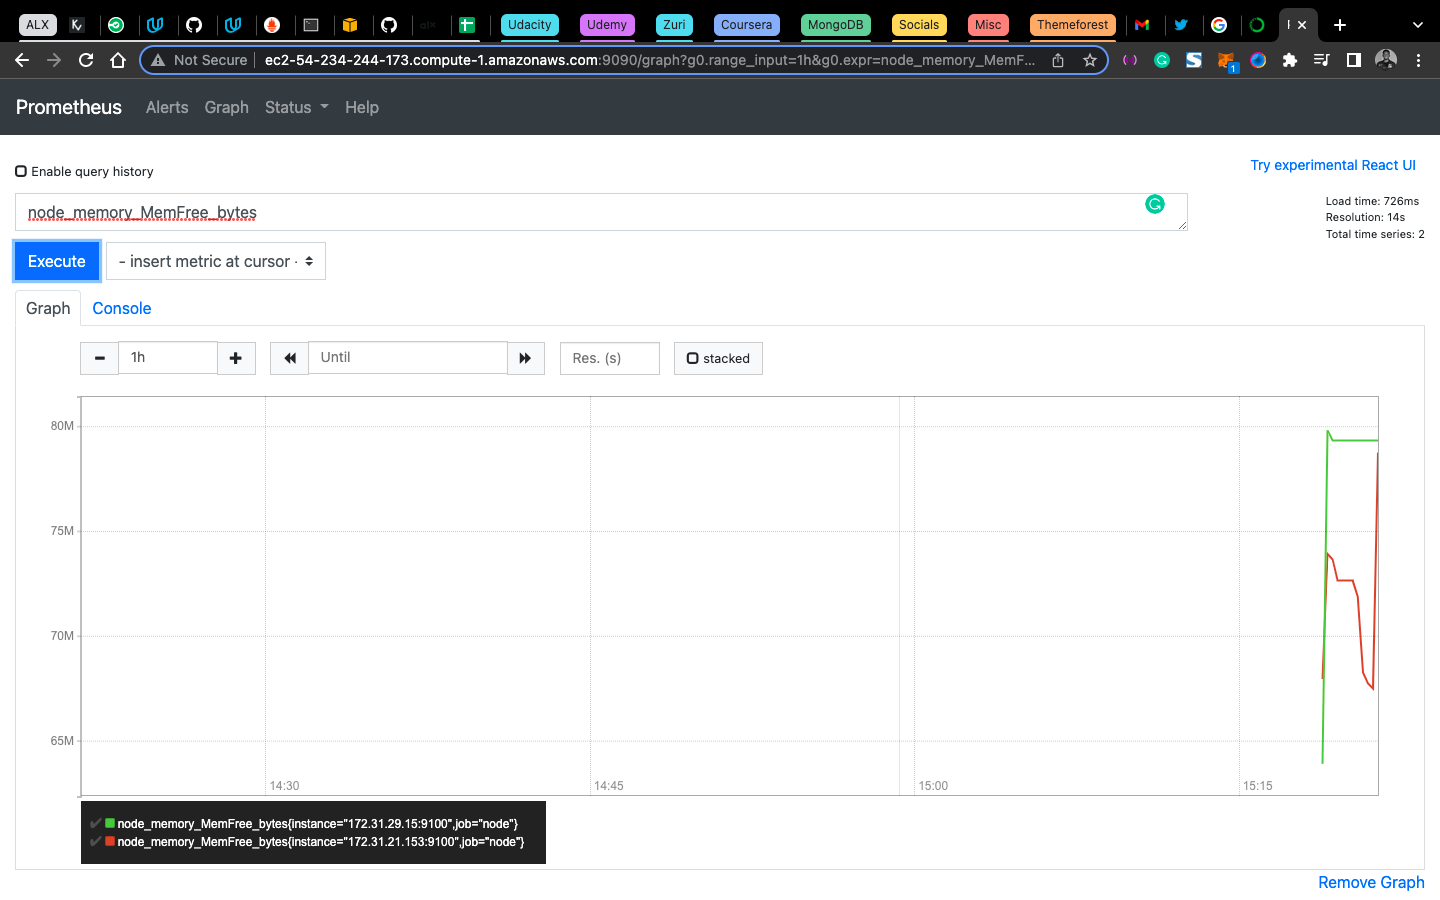 ALX
Udacity
Udemy
Zuri
Coursera
MongoDB
Socials
Misc
Themeforest
Not Secure
ec2-54-234-244-173.compute-1.amazonaws.com:9090/graph?g0.range_input=1h&g0.expr=node_memory_MemF...
1
Prometheus
Alerts
Graph
Status
Help
Enable query history
Try experimental React UI
node_memory_MemFree_bytes
Load time: 726ms
Resolution: 14s
Total time series: 2
Execute
- insert metric at cursor -
Graph
Console
1h
Until
Res. (s)
stacked
80M
75M
70M
65M
14:30
14:45
15:00
15:15
node_memory_MemFree_bytes{instance="172.31.29.15:9100",job="node"}
node_memory_MemFree_bytes{instance="172.31.21.153:9100",job="node"}
Remove Graph